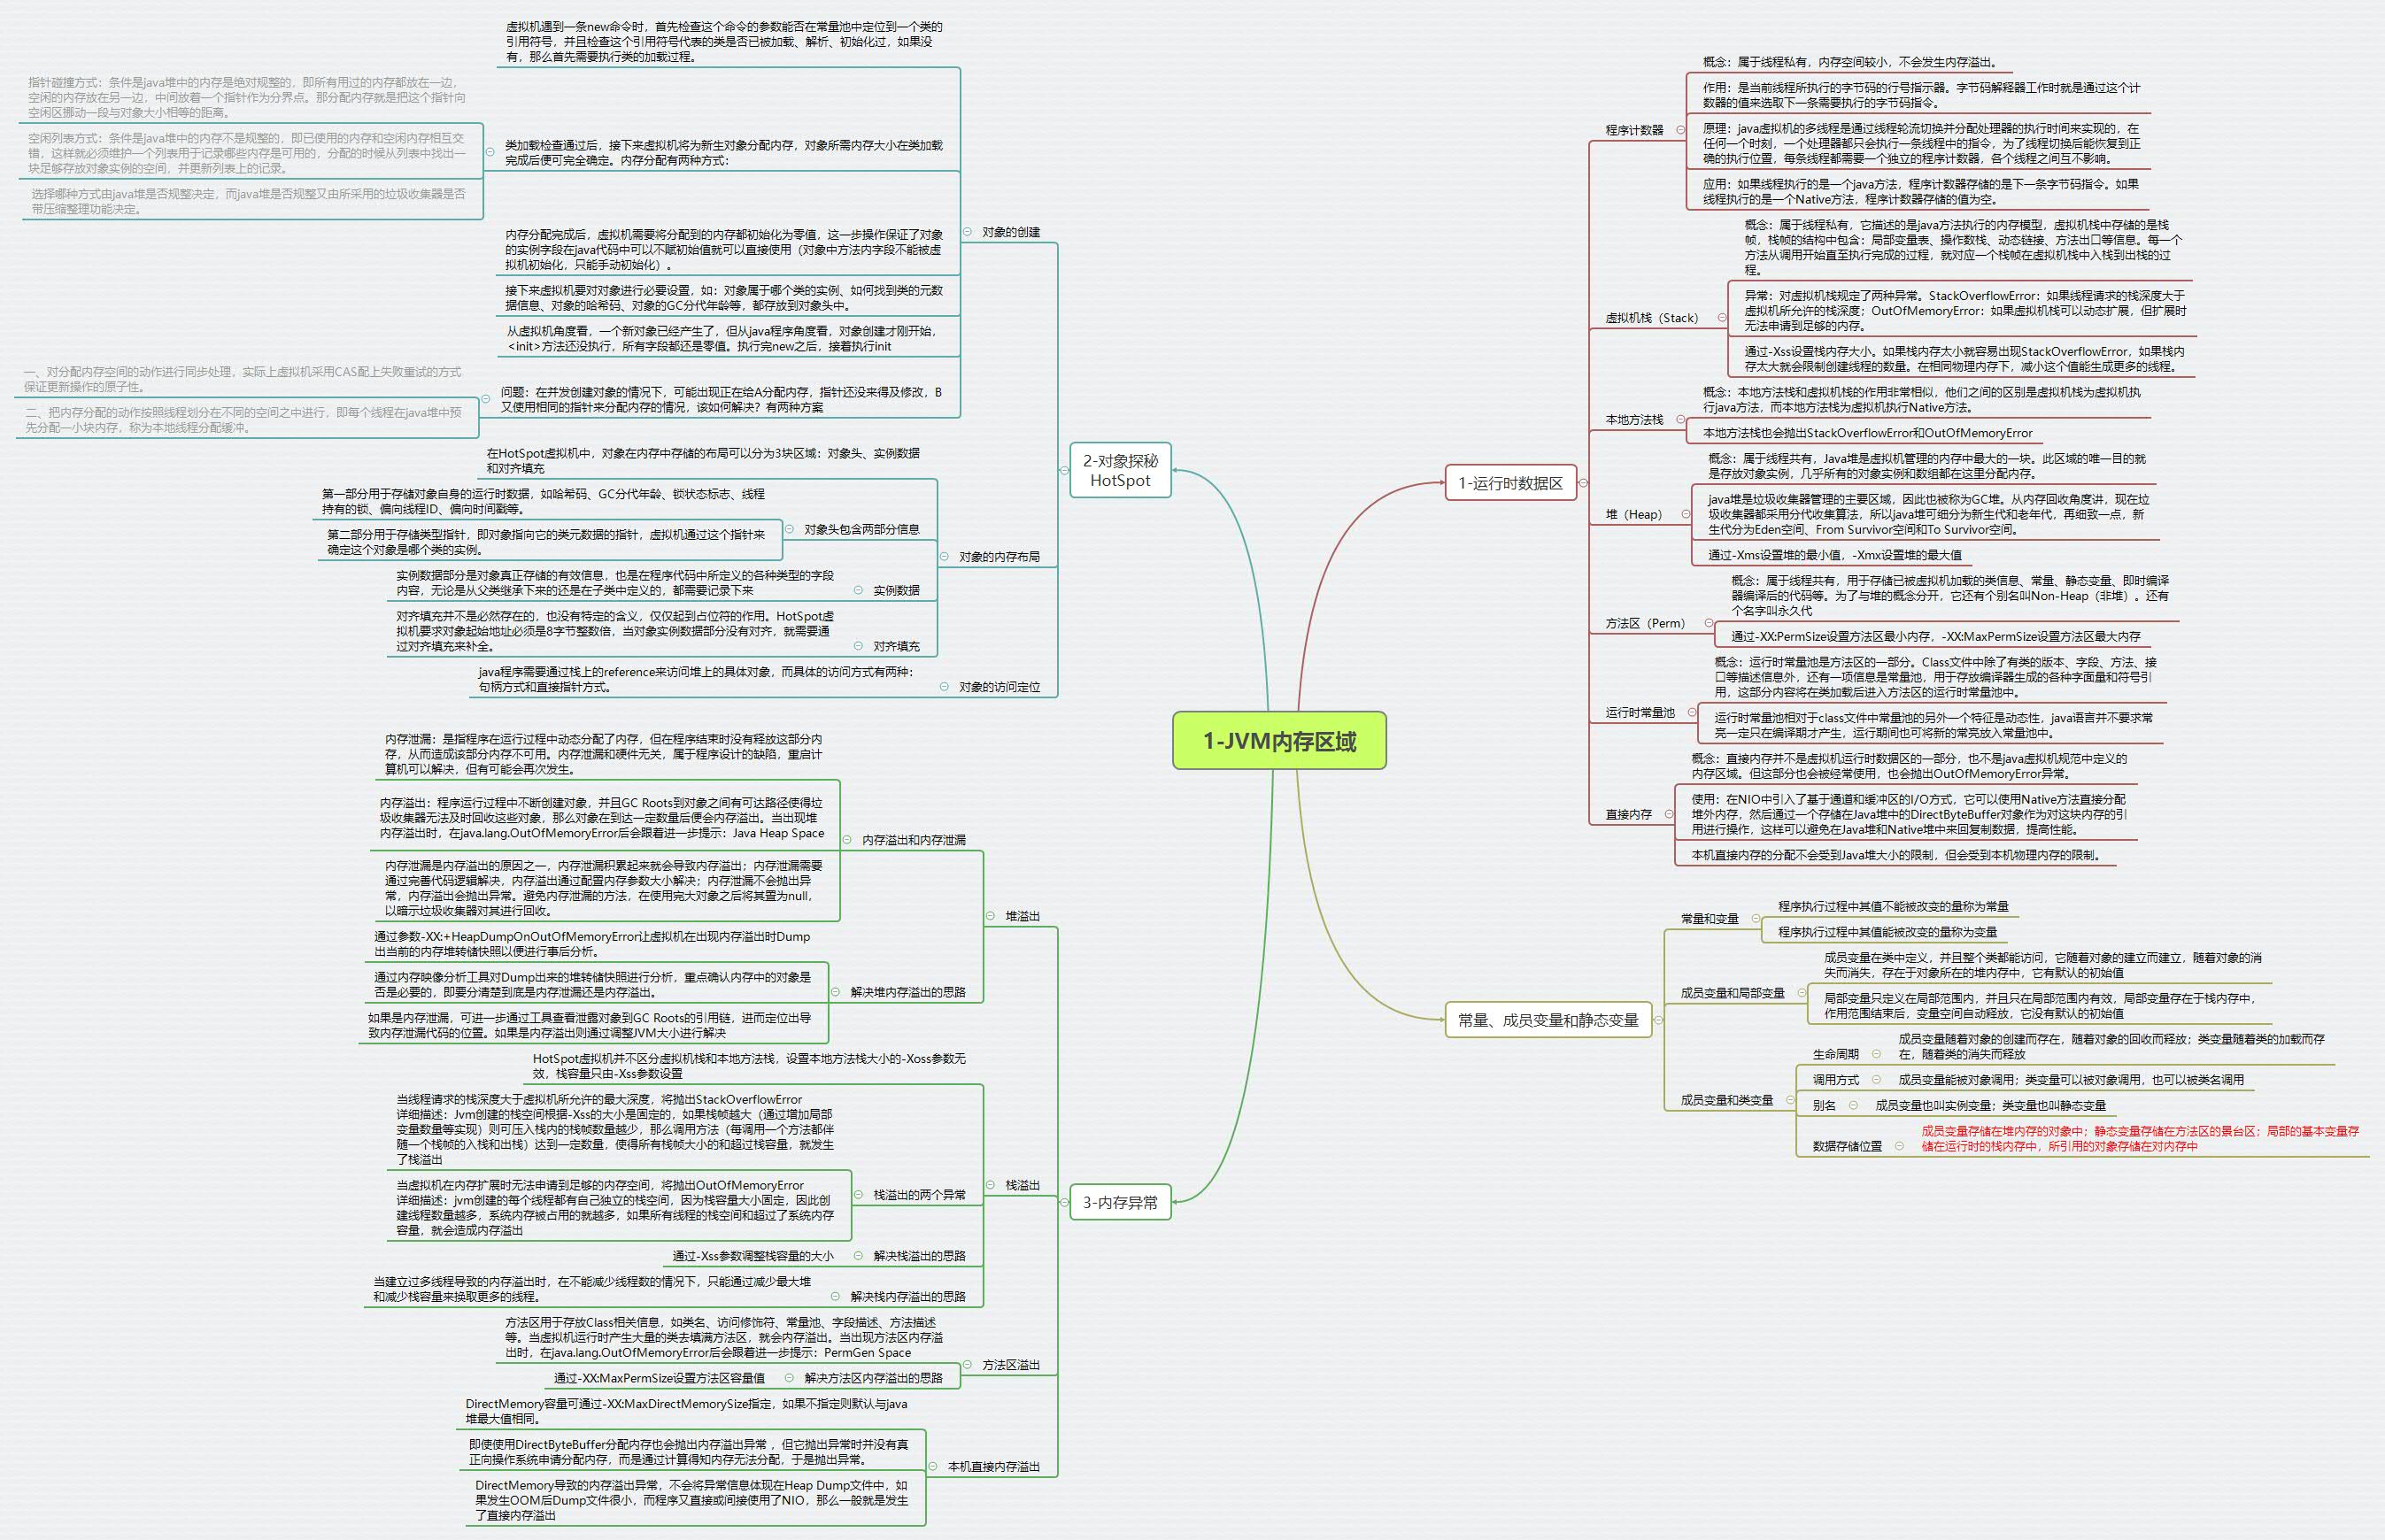 1-JVM内存区域
1-运行时数据区
程序计数器
概念：属于线程私有，内存空间较小，不会发生内存溢出。
作用：是当前线程所执行的字节码的行号指示器。字节码解释器工作时就是通过这个计
数器的值来选取下一条需要执行的字节码指令。
原理：java虚拟机的多线程是通过线程轮流切换并分配处理器的执行时间来实现的，在
任何一个时刻，一个处理器都只会执行一条线程中的指令，为了线程切换后能恢复到正
确的执行位置，每条线程都需要一个独立的程序计数器，各个线程之间互不影响。
应用：如果线程执行的是一个java方法，程序计数器存储的是下一条字节码指令。如果
线程执行的是一个Native方法，程序计数器存储的值为空。
虚拟机栈（Stack）
概念：属于线程私有，它描述的是java方法执行的内存模型，虚拟机栈中存储的是栈
帧，栈帧的结构中包含：局部变量表、操作数栈、动态链接、方法出口等信息。每一个
方法从调用开始直至执行完成的过程，就对应一个栈帧在虚拟机栈中入栈到出栈的过
程。
异常：对虚拟机栈规定了两种异常。StackOverflowError：如果线程请求的栈深度大于
虚拟机所允许的栈深度；OutOfMemoryError：如果虚拟机栈可以动态扩展，但扩展时
无法申请到足够的内存。
通过-Xss设置栈内存大小。如果栈内存太小就容易出现StackOverflowError，如果栈内
存太大就会限制创建线程的数量。在相同物理内存下，减小这个值能生成更多的线程。
本地方法栈
概念：本地方法栈和虚拟机栈的作用非常相似，他们之间的区别是虚拟机栈为虚拟机执
行java方法，而本地方法栈为虚拟机执行Native方法。
本地方法栈也会抛出StackOverflowError和OutOfMemoryError
堆（Heap）
概念：属于线程共有，Java堆是虚拟机管理的内存中最大的一块。此区域的唯一目的就
是存放对象实例，几乎所有的对象实例和数组都在这里分配内存。
java堆是垃圾收集器管理的主要区域，因此也被称为GC堆。从内存回收角度讲，现在垃
圾收集器都采用分代收集算法，所以java堆可细分为新生代和老年代，再细致一点，新
生代分为Eden空间、From Survivor空间和To Survivor空间。
通过-Xms设置堆的最小值，-Xmx设置堆的最大值
方法区（Perm）
概念：属于线程共有，用于存储已被虚拟机加载的类信息、常量、静态变量、即时编译
器编译后的代码等。为了与堆的概念分开，它还有个别名叫Non-Heap（非堆）。还有
个名字叫永久代
通过-XX:PermSize设置方法区最小内存，-XX:MaxPermSize设置方法区最大内存
运行时常量池
概念：运行时常量池是方法区的一部分。Class文件中除了有类的版本、字段、方法、接
口等描述信息外，还有一项信息是常量池，用于存放编译器生成的各种字面量和符号引
用，这部分内容将在类加载后进入方法区的运行时常量池中。
运行时常量池相对于class文件中常量池的另外一个特征是动态性，java语言并不要求常
亮一定只在编译期才产生，运行期间也可将新的常亮放入常量池中。
直接内存
概念：直接内存并不是虚拟机运行时数据区的一部分，也不是java虚拟机规范中定义的
内存区域。但这部分也会被经常使用，也会抛出OutOfMemoryError异常。
使用：在NIO中引入了基于通道和缓冲区的I/O方式，它可以使用Native方法直接分配
堆外内存，然后通过一个存储在Java堆中的DirectByteBuffer对象作为对这块内存的引
用进行操作，这样可以避免在Java堆和Native堆中来回复制数据，提高性能。
本机直接内存的分配不会受到Java堆大小的限制，但会受到本机物理内存的限制。
常量、成员变量和静态变量
常量和变量
程序执行过程中其值不能被改变的量称为常量
程序执行过程中其值能被改变的量称为变量
成员变量和局部变量
成员变量在类中定义，并且整个类都能访问，它随着对象的建立而建立，随着对象的消
失而消失，存在于对象所在的堆内存中，它有默认的初始值
局部变量只定义在局部范围内，并且只在局部范围内有效，局部变量存在于栈内存中，
作用范围结束后，变量空间自动释放，它没有默认的初始值
成员变量和类变量
生命周期
成员变量随着对象的创建而存在，随着对象的回收而释放；类变量随着类的加载而存
在，随着类的消失而释放
调用方式
成员变量能被对象调用；类变量可以被对象调用，也可以被类名调用
别名
成员变量也叫实例变量；类变量也叫静态变量
数据存储位置
成员变量存储在堆内存的对象中；静态变量存储在方法区的景台区；局部的基本变量存
储在运行时的栈内存中，所引用的对象存储在对内存中
2-对象探秘
HotSpot
对象的创建
虚拟机遇到一条new命令时，首先检查这个命令的参数能否在常量池中定位到一个类的
引用符号，并且检查这个引用符号代表的类是否已被加载、解析、初始化过，如果没
有，那么首先需要执行类的加载过程。
类加载检查通过后，接下来虚拟机将为新生对象分配内存，对象所需内存大小在类加载
完成后便可完全确定。内存分配有两种方式：
指针碰撞方式：条件是java堆中的内存是绝对规整的，即所有用过的内存都放在一边，
空闲的内存放在另一边，中间放着一个指针作为分界点。那分配内存就是把这个指针向
空闲区挪动一段与对象大小相等的距离。
空闲列表方式：条件是java堆中的内存不是规整的，即已使用的内存和空闲内存相互交
错，这样就必须维护一个列表用于记录哪些内存是可用的，分配的时候从列表中找出一
块足够存放对象实例的空间，并更新列表上的记录。
选择哪种方式由java堆是否规整决定，而java堆是否规整又由所采用的垃圾收集器是否
带压缩整理功能决定。
内存分配完成后，虚拟机需要将分配到的内存都初始化为零值，这一步操作保证了对象
的实例字段在java代码中可以不赋初始值就可以直接使用（对象中方法内字段不能被虚
拟机初始化，只能手动初始化）。
接下来虚拟机要对对象进行必要设置，如：对象属于哪个类的实例、如何找到类的元数
据信息、对象的哈希码、对象的GC分代年龄等，都存放到对象头中。
从虚拟机角度看，一个新对象已经产生了，但从java程序角度看，对象创建才刚开始，
<init>方法还没执行，所有字段都还是零值。执行完new之后，接着执行init
问题：在并发创建对象的情况下，可能出现正在给A分配内存，指针还没来得及修改，B
又使用相同的指针来分配内存的情况，该如何解决？有两种方案
一、对分配内存空间的动作进行同步处理，实际上虚拟机采用CAS配上失败重试的方式
保证更新操作的原子性。
二、把内存分配的动作按照线程划分在不同的空间之中进行，即每个线程在java堆中预
先分配一小块内存，称为本地线程分配缓冲。
对象的内存布局
在HotSpot虚拟机中，对象在内存中存储的布局可以分为3块区域：对象头、实例数据
和对齐填充
对象头包含两部分信息
第一部分用于存储对象自身的运行时数据，如哈希码、GC分代年龄、锁状态标志、线程
持有的锁、偏向线程ID、偏向时间戳等。
第二部分用于存储类型指针，即对象指向它的类元数据的指针，虚拟机通过这个指针来
确定这个对象是哪个类的实例。
实例数据
实例数据部分是对象真正存储的有效信息，也是在程序代码中所定义的各种类型的字段
内容，无论是从父类继承下来的还是在子类中定义的，都需要记录下来
对齐填充
对齐填充并不是必然存在的，也没有特定的含义，仅仅起到占位符的作用。HotSpot虚
拟机要求对象起始地址必须是8字节整数倍，当对象实例数据部分没有对齐，就需要通
过对齐填充来补全。
对象的访问定位
java程序需要通过栈上的reference来访问堆上的具体对象，而具体的访问方式有两种：
句柄方式和直接指针方式。
3-内存异常
堆溢出
内存溢出和内存泄漏
内存泄漏：是指程序在运行过程中动态分配了内存，但在程序结束时没有释放这部分内
存，从而造成该部分内存不可用。内存泄漏和硬件无关，属于程序设计的缺陷，重启计
算机可以解决，但有可能会再次发生。
内存溢出：程序运行过程中不断创建对象，并且GC Roots到对象之间有可达路径使得垃
圾收集器无法及时回收这些对象，那么对象在到达一定数量后便会内存溢出。当出现堆
内存溢出时，在java.lang.OutOfMemoryError后会跟着进一步提示：Java Heap Space
内存泄漏是内存溢出的原因之一，内存泄漏积累起来就会导致内存溢出；内存泄漏需要
通过完善代码逻辑解决，内存溢出通过配置内存参数大小解决；内存泄漏不会抛出异
常，内存溢出会抛出异常。避免内存泄漏的方法，在使用完大对象之后将其置为null，
以暗示垃圾收集器对其进行回收。
解决堆内存溢出的思路
通过参数-XX:+HeapDumpOnOutOfMemoryError让虚拟机在出现内存溢出时Dump
出当前的内存堆转储快照以便进行事后分析。
通过内存映像分析工具对Dump出来的堆转储快照进行分析，重点确认内存中的对象是
否是必要的，即要分清楚到底是内存泄漏还是内存溢出。
如果是内存泄漏，可进一步通过工具查看泄露对象到GC Roots的引用链，进而定位出导
致内存泄漏代码的位置。如果是内存溢出则通过调整JVM大小进行解决
栈溢出
HotSpot虚拟机并不区分虚拟机栈和本地方法栈，设置本地方法栈大小的-Xoss参数无
效，栈容量只由-Xss参数设置
栈溢出的两个异常
当线程请求的栈深度大于虚拟机所允许的最大深度，将抛出StackOverflowError
详细描述：Jvm创建的栈空间根据-Xss的大小是固定的，如果栈帧越大（通过增加局部
变量数量等实现）则可压入栈内的栈帧数量越少，那么调用方法（每调用一个方法都伴
随一个栈帧的入栈和出栈）达到一定数量，使得所有栈帧大小的和超过栈容量，就发生
了栈溢出
当虚拟机在内存扩展时无法申请到足够的内存空间，将抛出OutOfMemoryError
详细描述：jvm创建的每个线程都有自己独立的栈空间，因为栈容量大小固定，因此创
建线程数量越多，系统内存被占用的就越多，如果所有线程的栈空间和超过了系统内存
容量，就会造成内存溢出
解决栈溢出的思路
通过-Xss参数调整栈容量的大小
解决栈内存溢出的思路
当建立过多线程导致的内存溢出时，在不能减少线程数的情况下，只能通过减少最大堆
和减少栈容量来换取更多的线程。
方法区溢出
方法区用于存放Class相关信息，如类名、访问修饰符、常量池、字段描述、方法描述
等。当虚拟机运行时产生大量的类去填满方法区，就会内存溢出。当出现方法区内存溢
出时，在java.lang.OutOfMemoryError后会跟着进一步提示：PermGen Space
解决方法区内存溢出的思路
通过-XX:MaxPermSize设置方法区容量值
本机直接内存溢出
DirectMemory容量可通过-XX:MaxDirectMemorySize指定，如果不指定则默认与java
堆最大值相同。
即使使用DirectByteBuffer分配内存也会抛出内存溢出异常，但它抛出异常时并没有真
正向操作系统申请分配内存，而是通过计算得知内存无法分配，于是抛出异常。
DirectMemory导致的内存溢出异常，不会将异常信息体现在Heap Dump文件中，如
果发生OOM后Dump文件很小，而程序又直接或间接使用了NIO，那么一般就是发生
了直接内存溢出